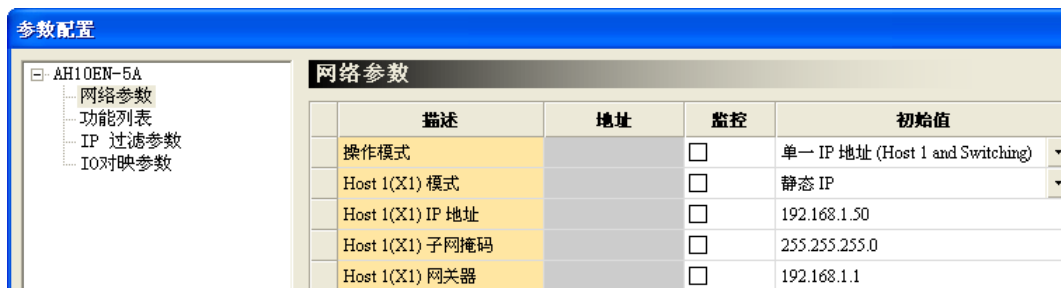 参数配置
AH10EN-5A
网络参数
功能列表
IP 过滤参数
IO对映参数
网络参数
描述 地址 监控 初始值
操作模式 单一 IP 地址 (Host 1 and Switching)
Host 1(X1) 模式 静态 IP
Host 1(X1) IP 地址 192.168.1.50
Host 1(X1) 子网掩码 255.255.255.0
Host 1(X1) 网关器 192.168.1.1